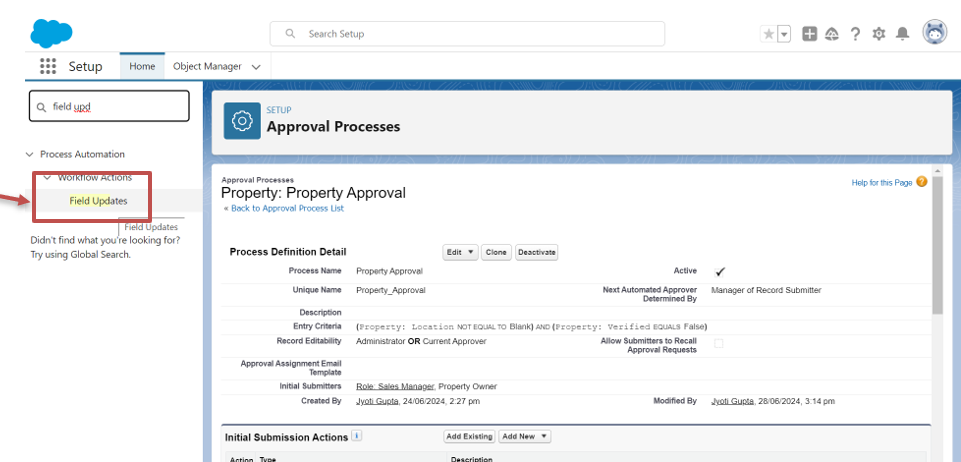 Search Setup
Setup
Home
Object Manager
field upd
Process Automation
Workflow Actions
Field Updates
Field Updates
Didn't find what you're looking for?
Try using Global Search.
SETUP
Approval Processes
Approval Processes
Property: Property Approval
« Back to Approval Process List
Help for this Page ?
Process Definition Detail
Edit Clone Deactivate
Process Name Property Approval Active
Unique Name Property_Approval Next Automated Approver Determined By Manager of Record Submitter
Description
Entry Criteria (Property: Location NOT EQUAL TO Blank) AND (Property: Verified EQUALS False)
Record Editability Administrator OR Current Approver Allow Submitters to Recall Approval Requests
Approval Assignment Email Template
Initial Submitters Role: Sales Manager, Property Owner
Created By Jyoti Gupta, 24/06/2024, 2:27 pm Modified By Jyoti Gupta, 28/06/2024, 3:14 pm
Initial Submission Actions i Add Existing Add New
Action Type Description